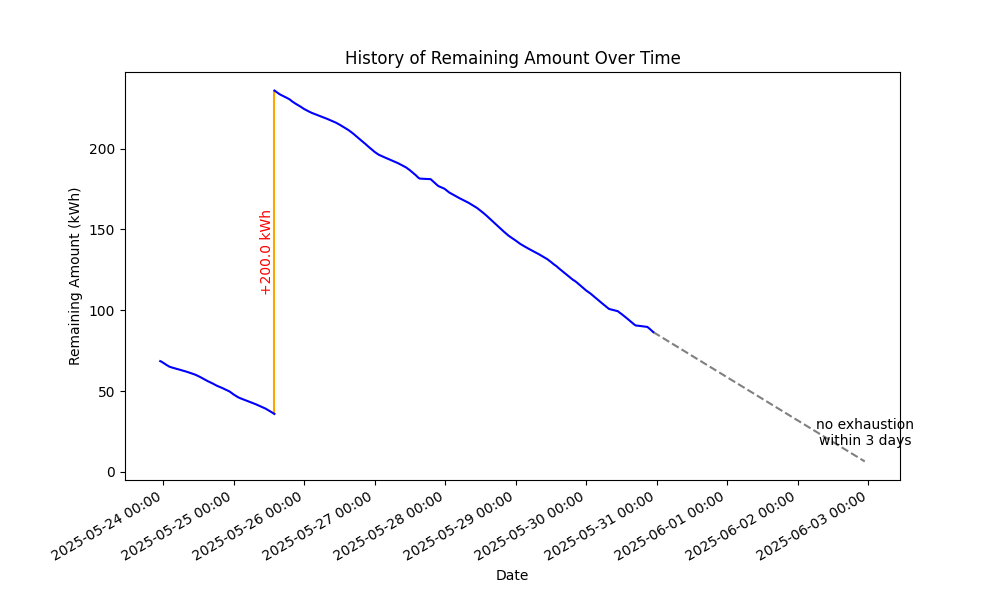 History of Remaining Amount Over Time
Remaining Amount (kWh)
200
150
100
50
0
+200.0 kWh
no exhaustion
within 3 days
2025-05-24 00:00
2025-05-25 00:00
2025-05-26 00:00
2025-05-27 00:00
2025-05-28 00:00
2025-05-29 00:00
2025-05-30 00:00
2025-05-31 00:00
2025-06-01 00:00
2025-06-02 00:00
2025-06-03 00:00
Date